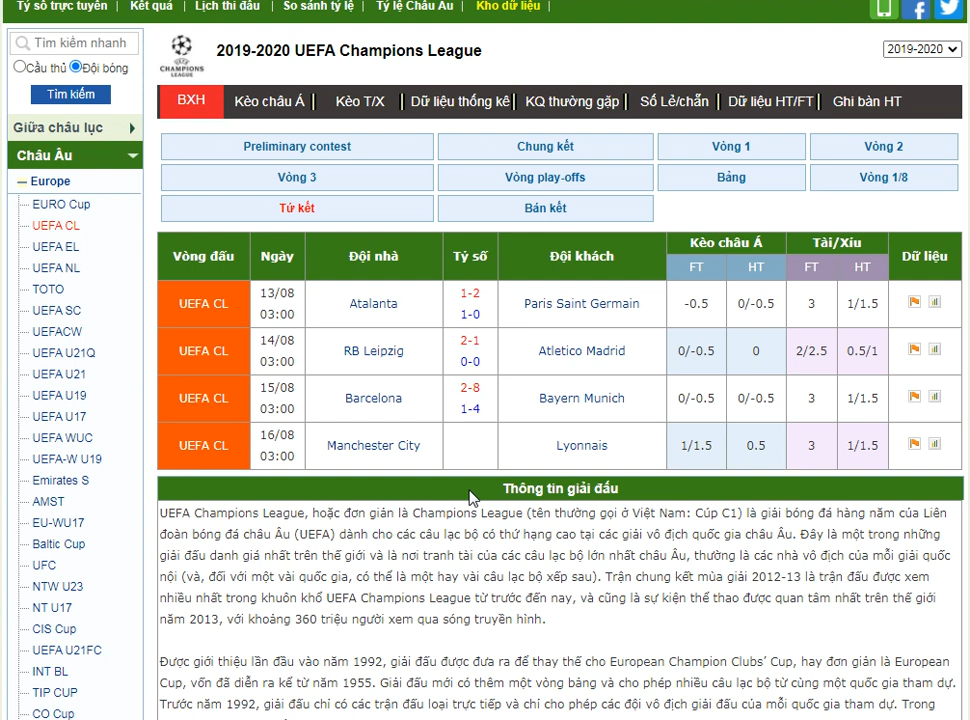 Tỷ số trực tuyến | Kết quả | Lịch thi đấu | So sánh tỷ lệ | Tỷ lệ Châu Âu | Kho dữ liệu |
Tìm kiếm nhanh
Cầu thủ Đội bóng
Tìm kiếm
Giữa châu lục
Châu Âu
Europe
EURO Cup
UEFA CL
UEFA EL
UEFA NL
TOTO
UEFA SC
UEFACW
UEFA U21Q
UEFA U21
UEFA U19
UEFA U17
UEFA WUC
UEFA-W U19
Emirates S
AMST
EU-WU17
Baltic Cup
UFC
NTW U23
NT U17
CIS Cup
UEFA U21FC
INT BL
TIP CUP
CO Cup
CHAMPIONS
LEAGUE
2019-2020 UEFA Champions League
2019-2020
BXH Kèo châu Á | Kèo T/X | Dữ liệu thống kê | KQ thường gặp | Số Lẻ/chẵn | Dữ liệu HT/FT | Ghi bàn HT
Preliminary contest Chung kết Vòng 1 Vòng 2
Vòng 3 Vòng play-offs Bảng Vòng 1/8
Tứ kết Bán kết
Vòng đấu Ngày Đội nhà Tỷ số Đội khách Kèo châu Á Tài/Xỉu Dữ liệu
FT HT FT HT
UEFA CL 13/08 03:00 Atalanta 1-2 1-0 Paris Saint Germain -0.5 0/-0.5 3 1/1.5
UEFA CL 14/08 03:00 RB Leipzig 2-1 0-0 Atletico Madrid 0/-0.5 0 2/2.5 0.5/1
UEFA CL 15/08 03:00 Barcelona 2-8 1-4 Bayern Munich 0/-0.5 0/-0.5 3 1/1.5
UEFA CL 16/08 03:00 Manchester City Lyonnais 1/1.5 0.5 3 1/1.5
Thông tin giải đấu
UEFA Champions League, hoặc đơn giản là Champions League (tên thường gọi ở Việt Nam: Cúp C1) là giải bóng đá hàng năm của Liên
đoàn bóng đá châu Âu (UEFA) dành cho các câu lạc bộ có thứ hạng cao tại các giải vô địch quốc gia châu Âu. Đây là một trong những
giải đấu danh giá nhất trên thế giới và là nơi tranh tài của các câu lạc bộ lớn nhất châu Âu, thường là các nhà vô địch của mỗi giải quốc
nội (và, đối với một vài quốc gia, có thể là một hay vài câu lạc bộ xếp sau). Trận chung kết mùa giải 2012-13 là trận đấu được xem
nhiều nhất trong khuôn khổ UEFA Champions League từ trước đến nay, và cũng là sự kiện thể thao được quan tâm nhất trên thế giới
năm 2013, với khoảng 360 triệu người xem qua sóng truyền hình.
Được giới thiệu lần đầu vào năm 1992, giải đấu được đưa ra để thay thế cho European Champion Clubs' Cup, hay đơn giản là European
Cup, vốn đã diễn ra kể từ năm 1955. Giải đấu mới có thêm một vòng bảng và cho phép nhiều câu lạc bộ từ cùng một quốc gia tham dự.
Trước năm 1992, giải đấu chỉ có các trận đấu loại trực tiếp và chỉ cho phép các đội vô địch giải đấu của mỗi quốc gia tham dự. Trong